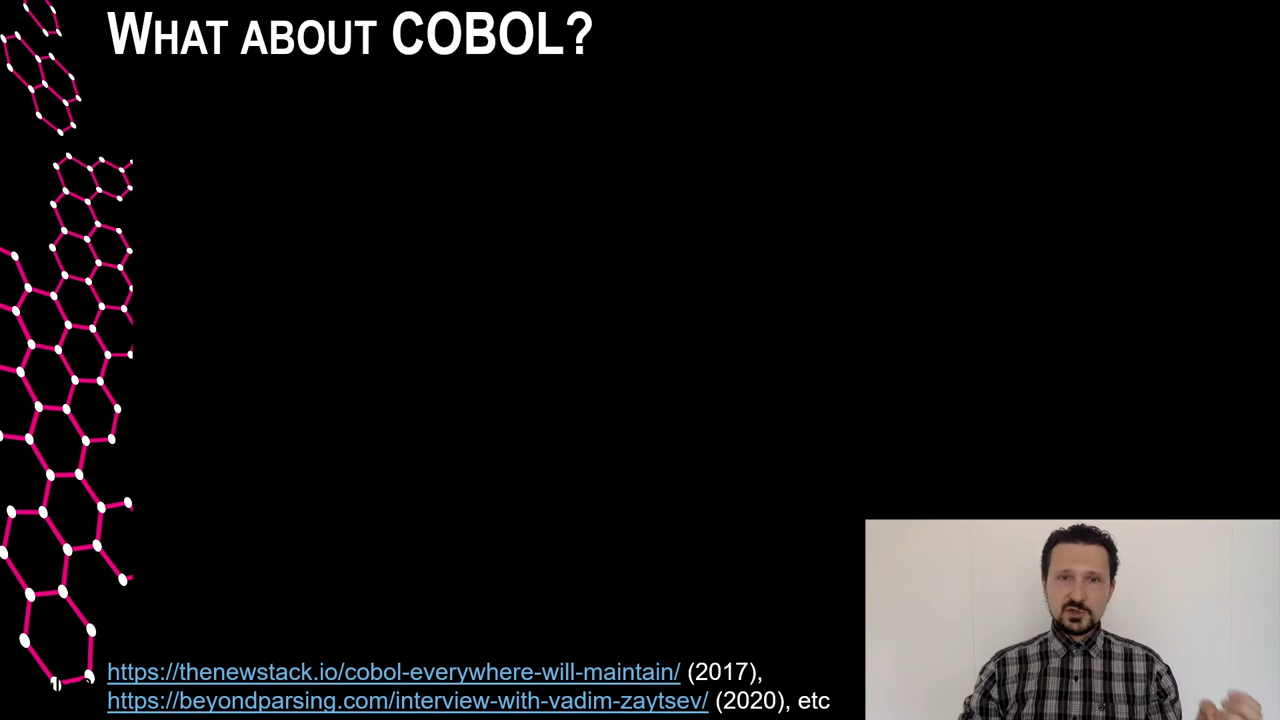 WHAT ABOUT COBOL?
https://thenewstack.io/cobol-everywhere-will-maintain/ (2017),
https://beyondparsing.com/interview-with-vadim-zaytsev/ (2020), etc